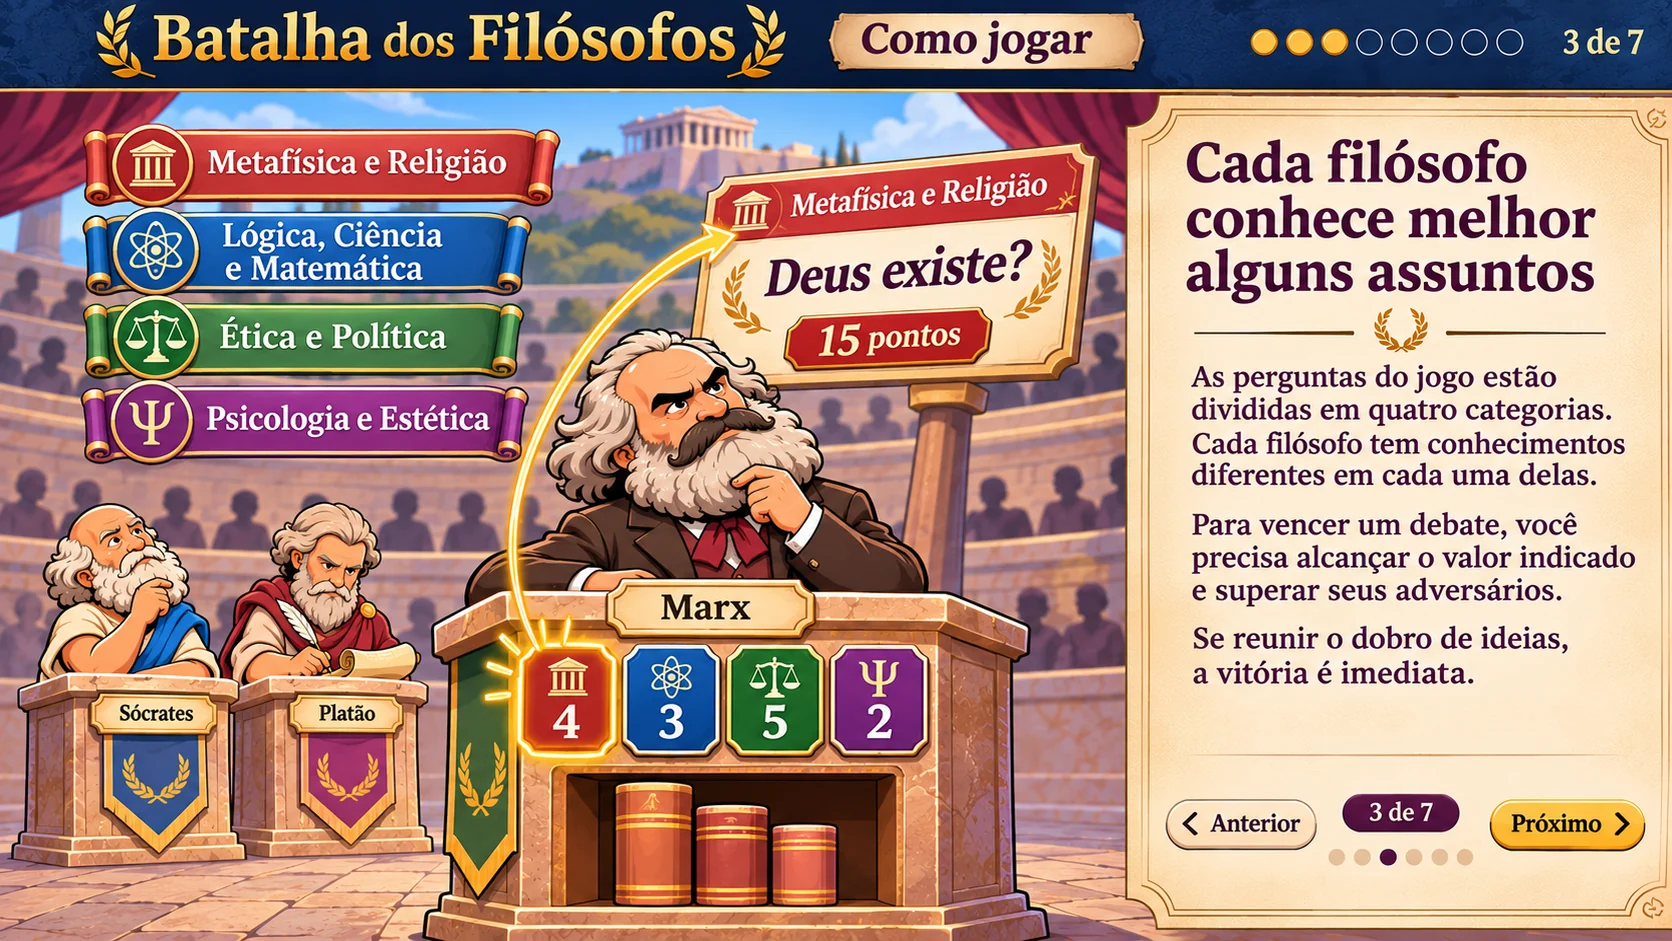 Batalha dos Filósofos
Como jogar
3 de 7
Metafísica e Religião
Lógica, Ciência
e Matemática
Ética e Política
Psicologia e Estética
Metafísica e Religião
Deus existe?
15 pontos
Sócrates
Platão
Marx
4
3
5
Ψ
2
Cada filósofo
conhece melhor
alguns assuntos
As perguntas do jogo estão
divididas em quatro categorias.
Cada filósofo tem conhecimentos
diferentes em cada uma delas.
Para vencer um debate, você
precisa alcançar o valor indicado
e superar seus adversários.
Se reunir o dobro de ideias,
a vitória é imediata.
Anterior
3 de 7
Próximo